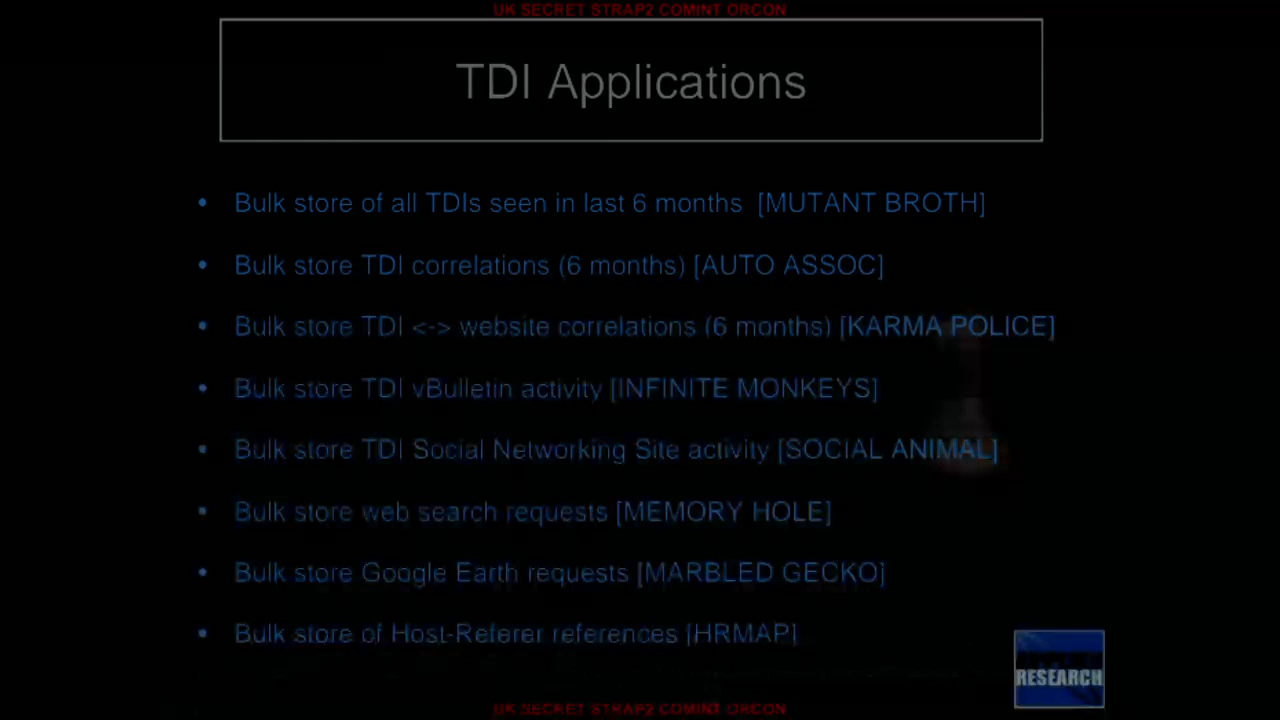 UK SECRET STRAP2 COMINT ORCON
TDI Applications
• Bulk store of all TDIs seen in last 6 months [MUTANT BROTH]
• Bulk store TDI correlations (6 months) [AUTO ASSOC]
• Bulk store TDI <-> website correlations (6 months) [KARMA POLICE]
• Bulk store TDI vBulletin activity [INFINITE MONKEYS]
• Bulk store TDI Social Networking Site activity [SOCIAL ANIMAL]
• Bulk store web search requests [MEMORY HOLE]
• Bulk store Google Earth requests [MARBLED GECKO]
• Bulk store of Host-Referer references [HRMAP]
RESEARCH
UK SECRET STRAP2 COMINT ORCON